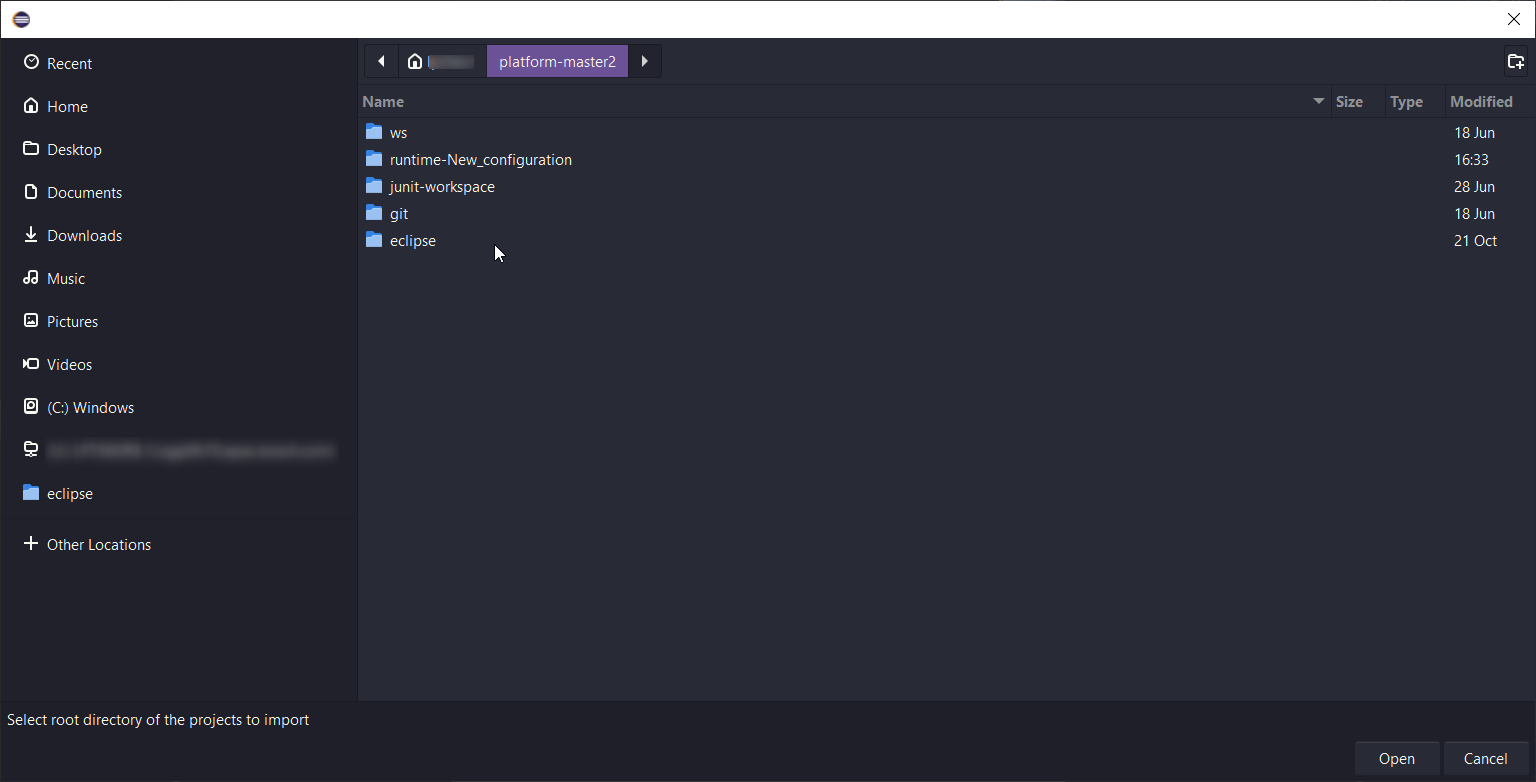 platform-master2
Recent
Home
Desktop
Documents
Downloads
Music
Pictures
Videos
(C:) Windows
eclipse
Other Locations
Name Size Type Modified
ws 18 Jun
runtime-New_configuration 16:33
junit-workspace 28 Jun
git 18 Jun
eclipse 21 Oct
Select root directory of the projects to import
Open Cancel